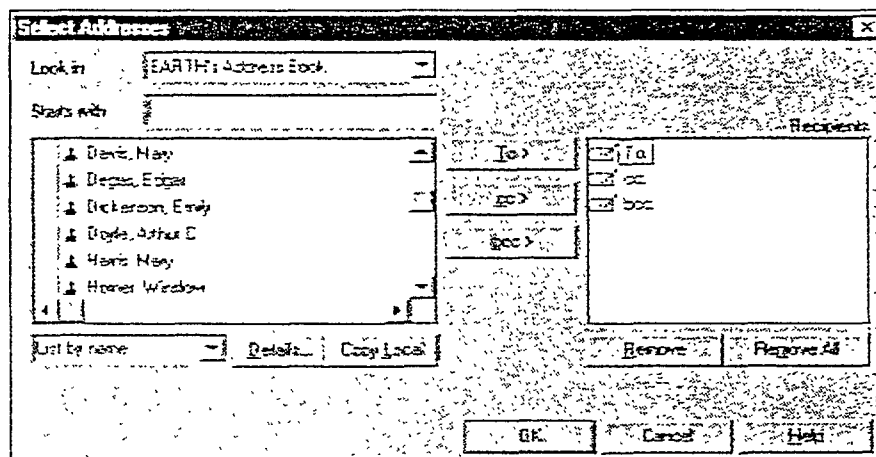 Select Addresses
Look in
EARTH's Address Book
Starts with
Recipients
Davis, Mary
Degas, Edgar
Dickerson, Emily
Doyle, Arthur C
Harris, Mary
Homer, Winslow
To >
cc >
bcc >
To
cc
bcc
List by name
Details...
Copy Local
Remove
Remove All
OK
Cancel
Help